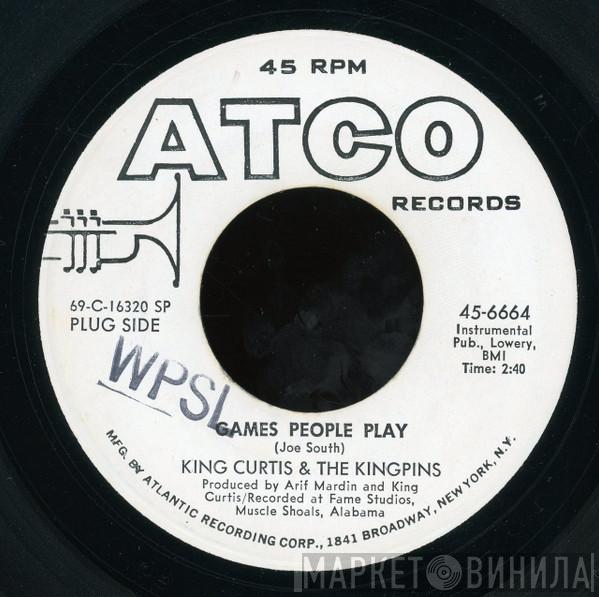 45 RPM
ATCO
RECORDS
69-C-16320 SP
PLUG SIDE
45-6664
Instrumental
Pub., Lowery,
BMI
Time: 2:40
WPSL
GAMES PEOPLE PLAY
(Joe South)
KING CURTIS & THE KINGPINS
Produced by Arif Mardin and King
Curtis/Recorded at Fame Studios,
Muscle Shoals, Alabama
MFG. BY ATLANTIC RECORDING CORP., 1841 BROADWAY, NEW YORK, N.Y.
МАРКЕТ ВИНИЛА